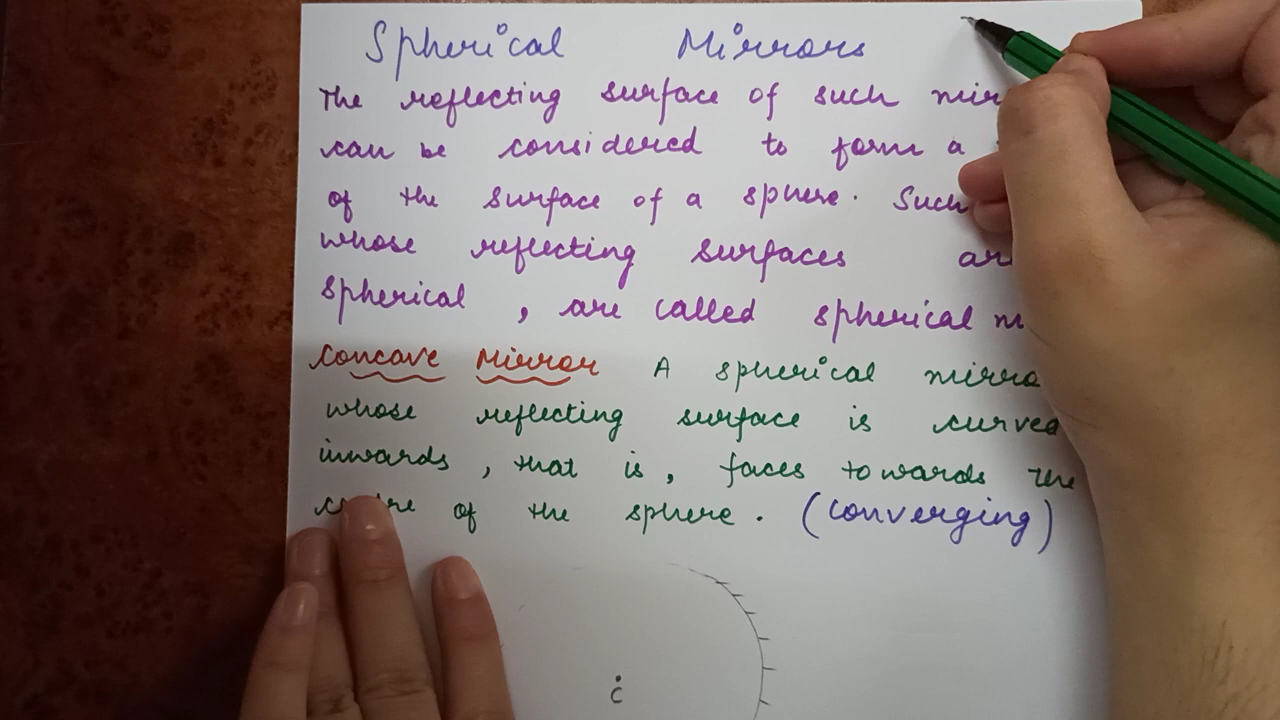 Spherical Mirrors
The reflecting surface of such
can be considered to form a
of the surface of a sphere. Such
whose reflecting surfaces
spherical, are called spherical
Concave Mirror A spherical
whose reflecting surface is curved
inwards, that is, faces towards the
of the sphere. (converging)
C